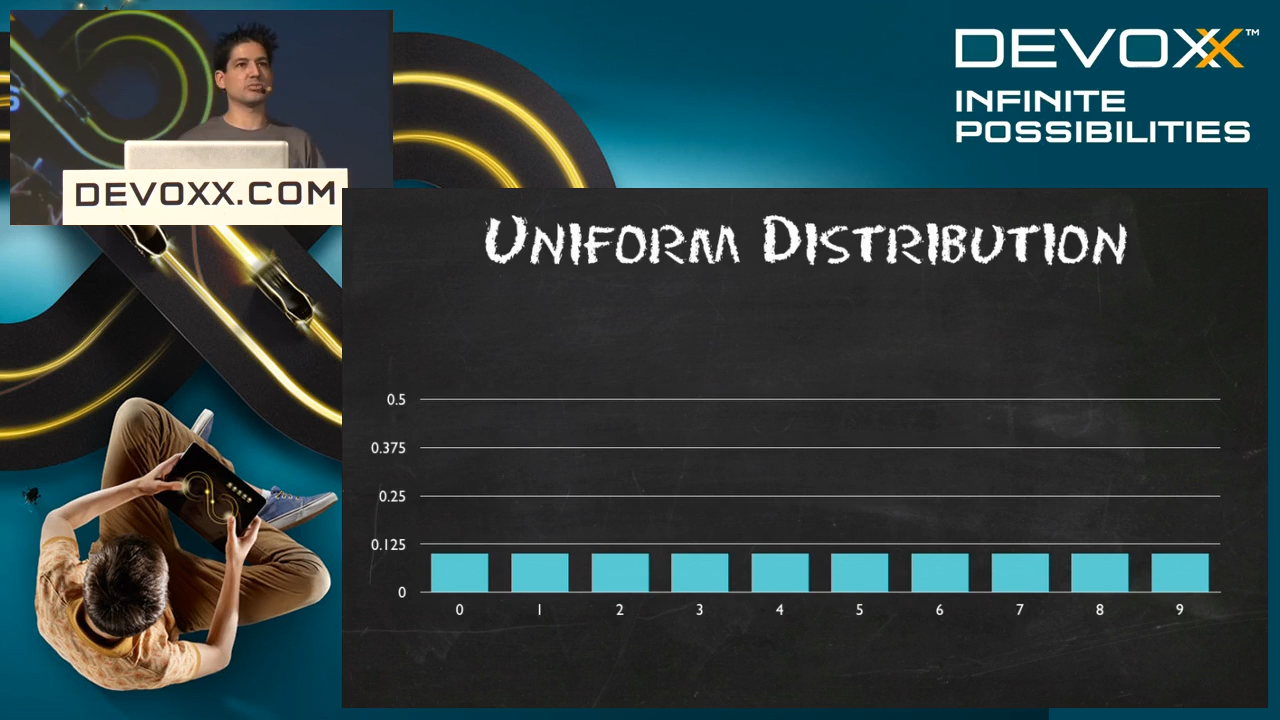 DEVOXX™
INFINITE
POSSIBILITIES
DEVOXX.COM
UNIFORM DISTRIBUTION
0.5
0.375
0.25
0.125
0
0 1 2 3 4 5 6 7 8 9